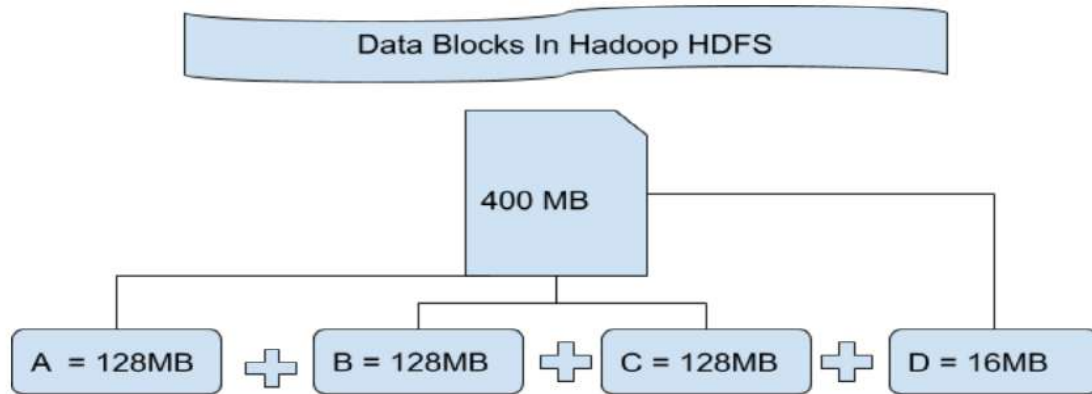 Data Blocks In Hadoop HDFS
400 MB
A = 128MB
B = 128MB
C = 128MB
D = 16MB